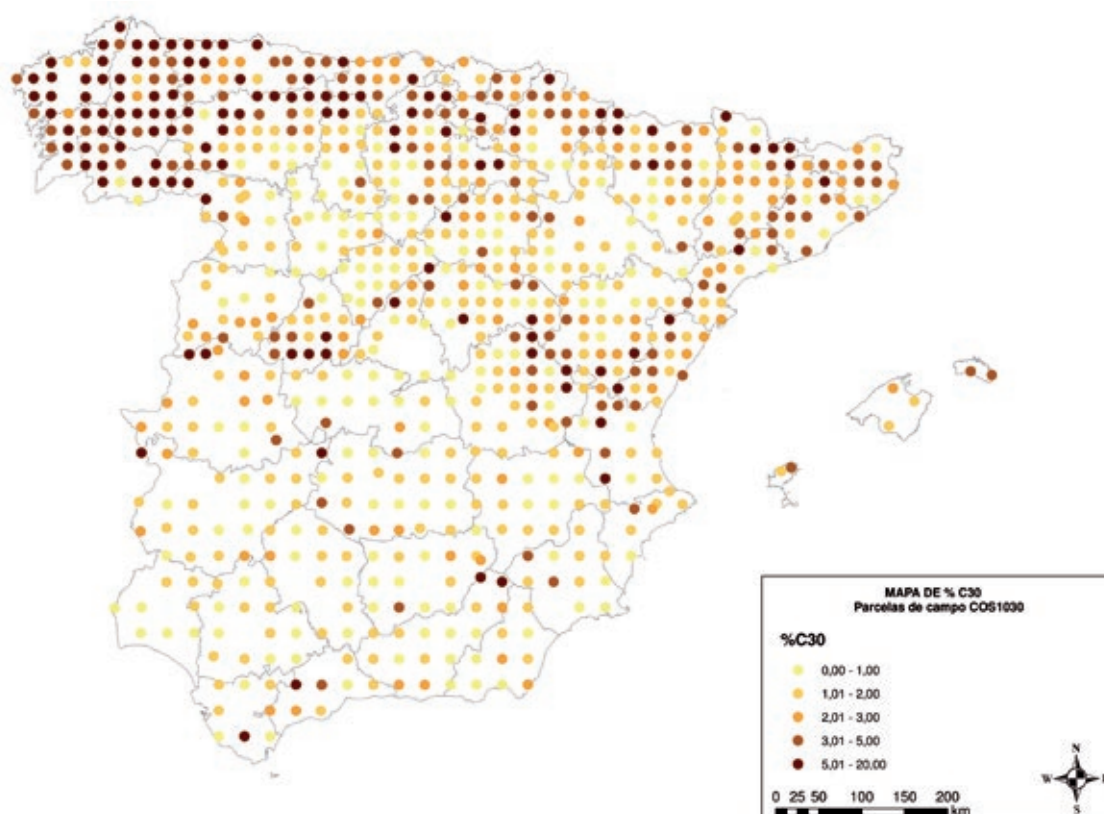 MAPA DE % C30
Parcelas de campo COS1030
%C30
0,00 - 1,00
1,01 - 2,00
2,01 - 3,00
3,01 - 5,00
5,01 - 20,00
N
W
S
0 25 50 100 150 200
km